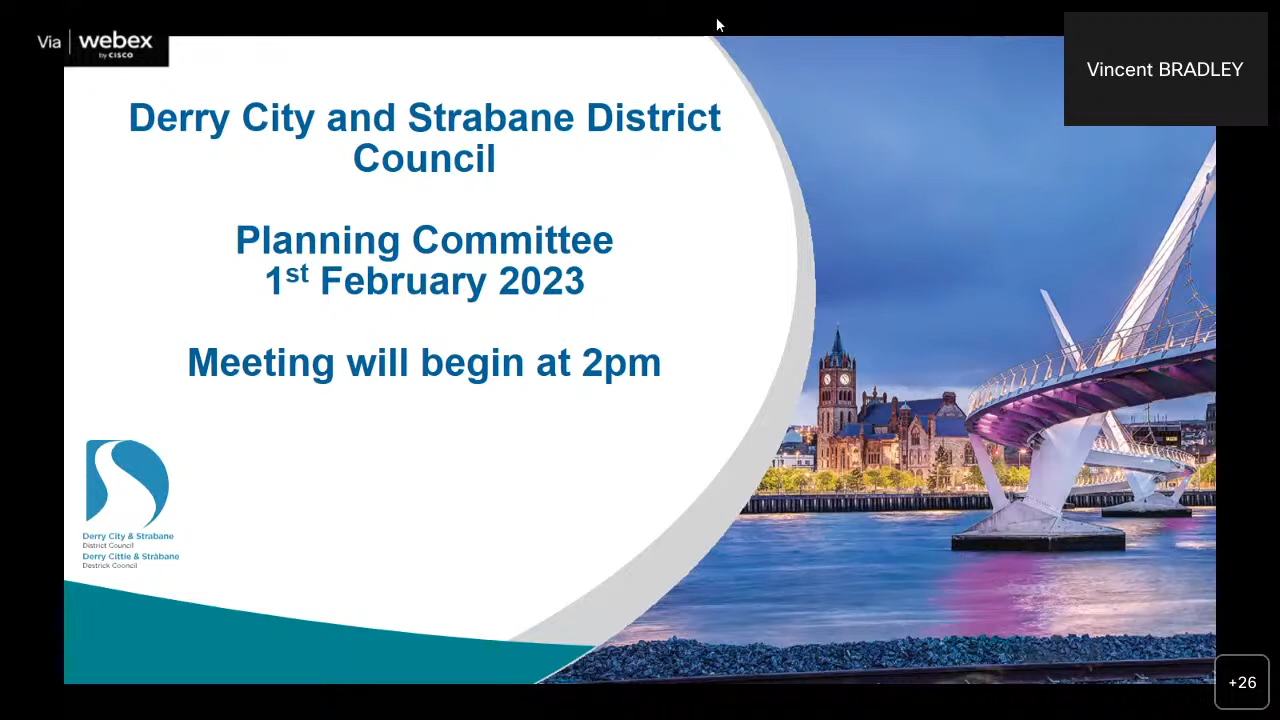 Via webex
by CISCO
Vincent BRADLEY
Derry City and Strabane District
Council
Planning Committee
1st February 2023
Meeting will begin at 2pm
Derry City & Strabane
District Council
Derry Cittie & Stràbane
Destrick Cooncil
+26